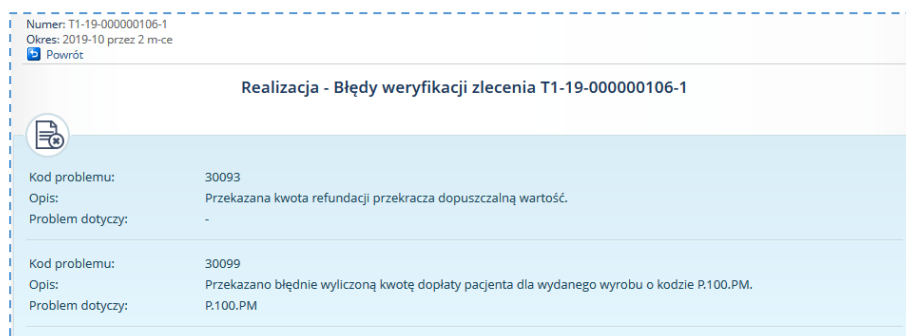 Numer: T1-19-000000106-1
Okres: 2019-10 przez 2 m-ce
Powrót
Realizacja - Błędy weryfikacji zlecenia T1-19-000000106-1
Kod problemu: 30093
Opis: Przekazana kwota refundacji przekracza dopuszczalną wartość.
Problem dotyczy: -
Kod problemu: 30099
Opis: Przekazano błędnie wyliczoną kwotę dopłaty pacjenta dla wydanego wyrobu o kodzie P.100.PM.
Problem dotyczy: P.100.PM